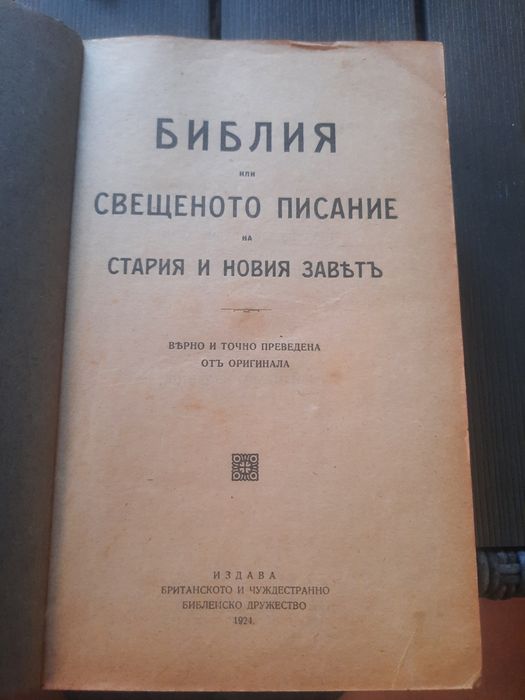 БИБЛИЯ
или
СВЕЩЕНОТО ПИСАНИЕ
НА
СТАРИЯ И НОВИЯ ЗАВѢТЪ
ВѢРНО И ТОЧНО ПРЕВЕДЕНА
ОТЪ ОРИГИНАЛА
ИЗДАВА
БРИТАНСКОТО И ЧУЖДЕСТРАННО
БИБЛЕЙСКО ДРУЖЕСТВО
1924.